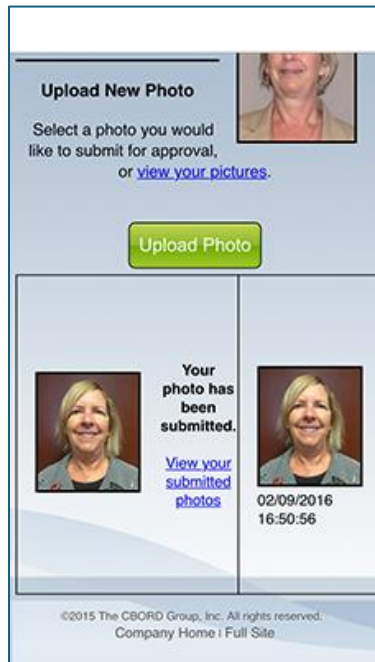 Upload New Photo
Select a photo you would
like to submit for approval,
or view your pictures.
Upload Photo
Your
photo has
been
submitted.
View your
submitted
photos
02/09/2016
16:50:56
©2015 The CBORD Group, Inc. All rights reserved.
Company Home | Full Site